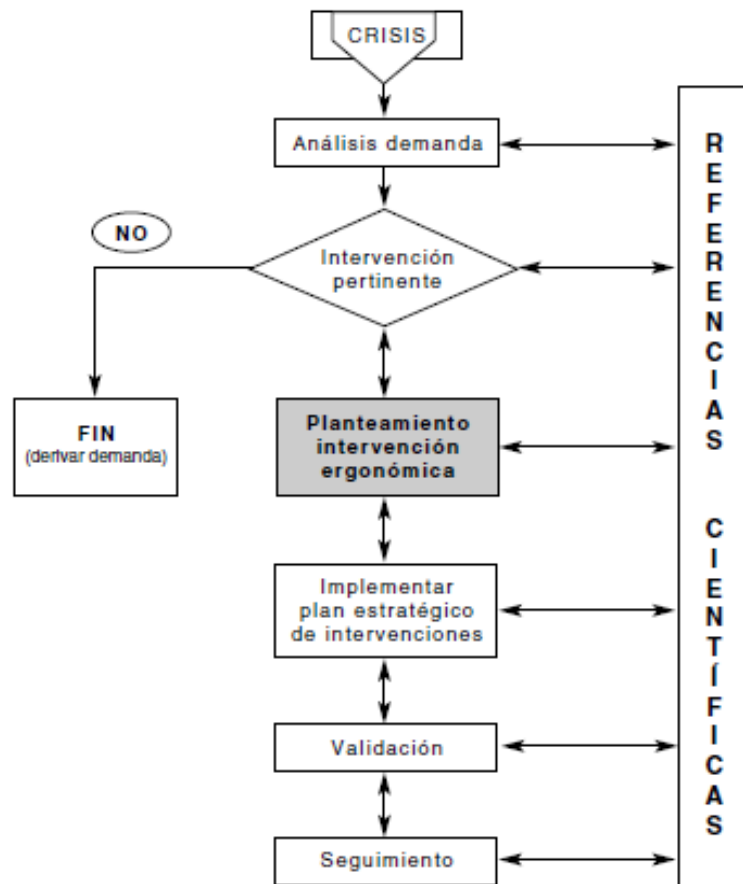 CRISIS
Análisis demanda
NO
Intervención
pertinente
FIN
(derivar demanda)
Planteamiento
intervención
ergonómica
Implementar
plan estratégico
de intervenciones
Validación
Seguimiento
REFERENCIAS
CIENTÍFICAS